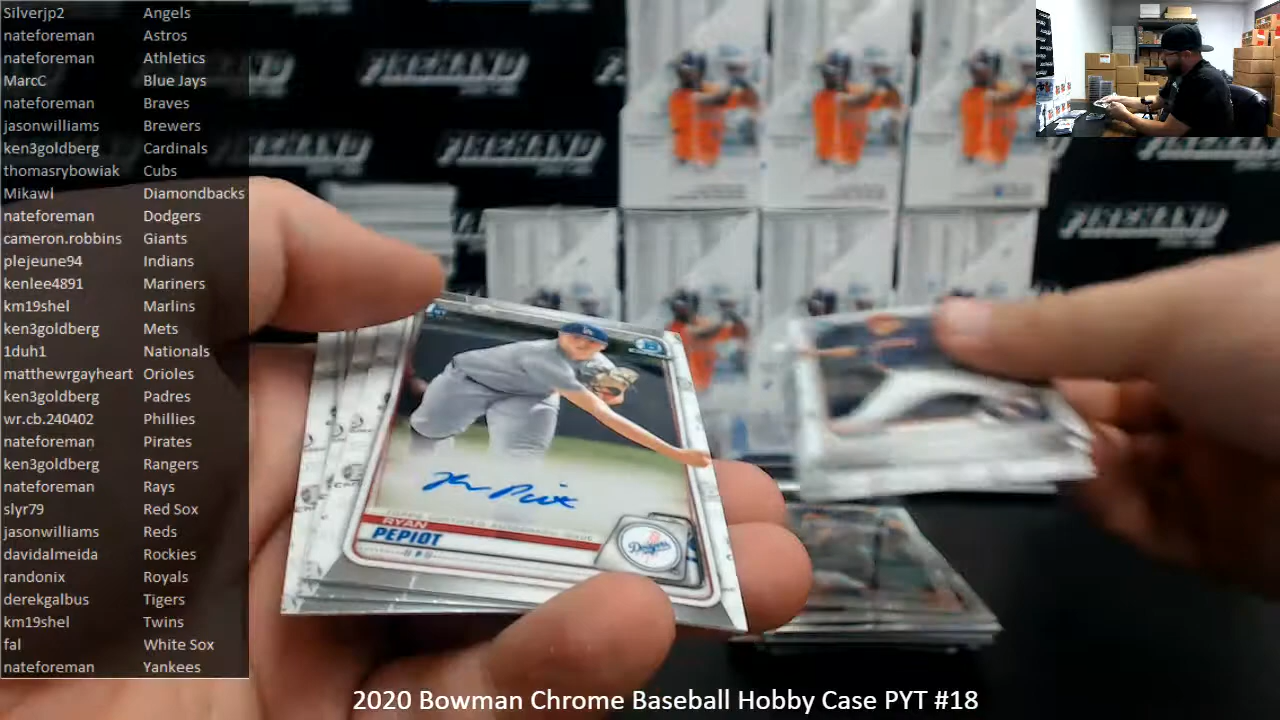 Silverjp2 Angels
nateforeman Astros
nateforeman Athletics
MarcC Blue Jays
nateforeman Braves
jasonwilliams Brewers
ken3goldberg Cardinals
thomasrybowiak Cubs
Mikawl Diamondbacks
nateforeman Dodgers
cameron.robbins Giants
plejeune94 Indians
kenlee4891 Mariners
km19shel Marlins
ken3goldberg Mets
1duh1 Nationals
matthewrgayheart Orioles
ken3goldberg Padres
wr.cb.240402 Phillies
nateforeman Pirates
ken3goldberg Rangers
nateforeman Rays
slyr79 Red Sox
jasonwilliams Reds
davidalmeida Rockies
randonix Royals
derekgalbus Tigers
km19shel Twins
fal White Sox
nateforeman Yankees
FIREHAND
FIREHAND
FIREHAND
RYAN
PEPIOT
Dodgers
2020 Bowman Chrome Baseball Hobby Case PYT #18